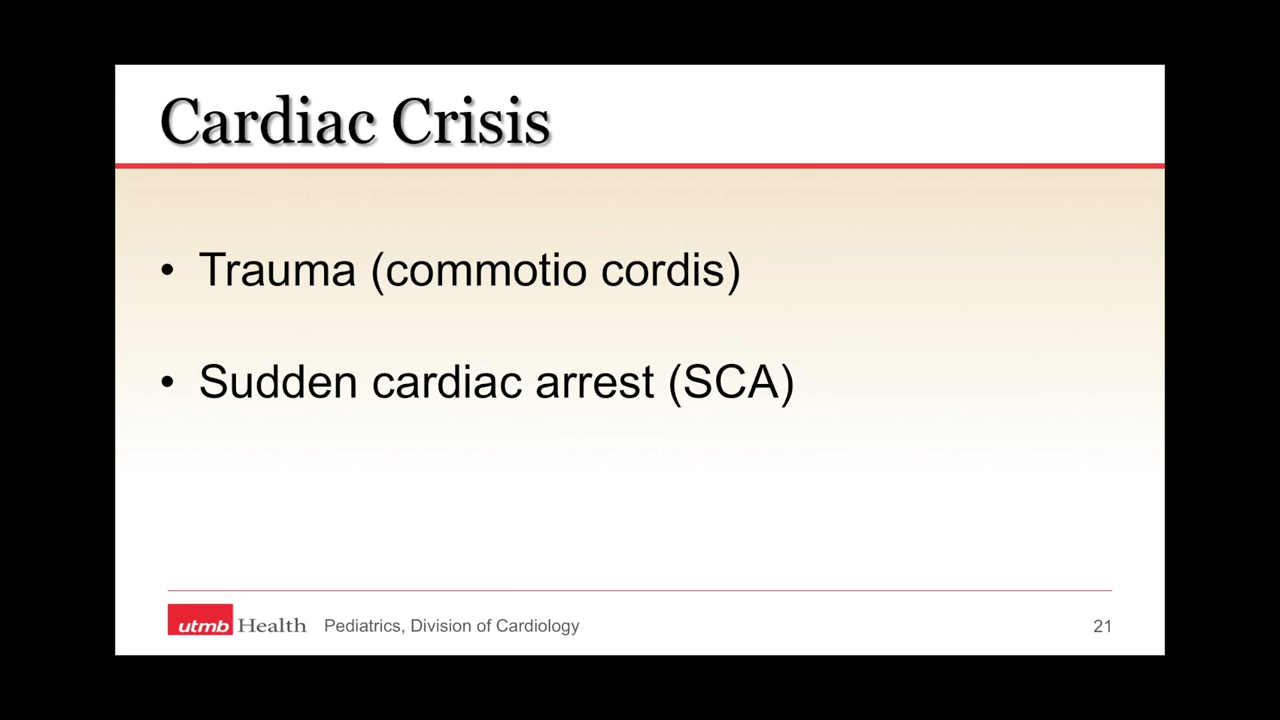 Cardiac Crisis
• Trauma (commotio cordis)
• Sudden cardiac arrest (SCA)
utmb Health Pediatrics, Division of Cardiology 21